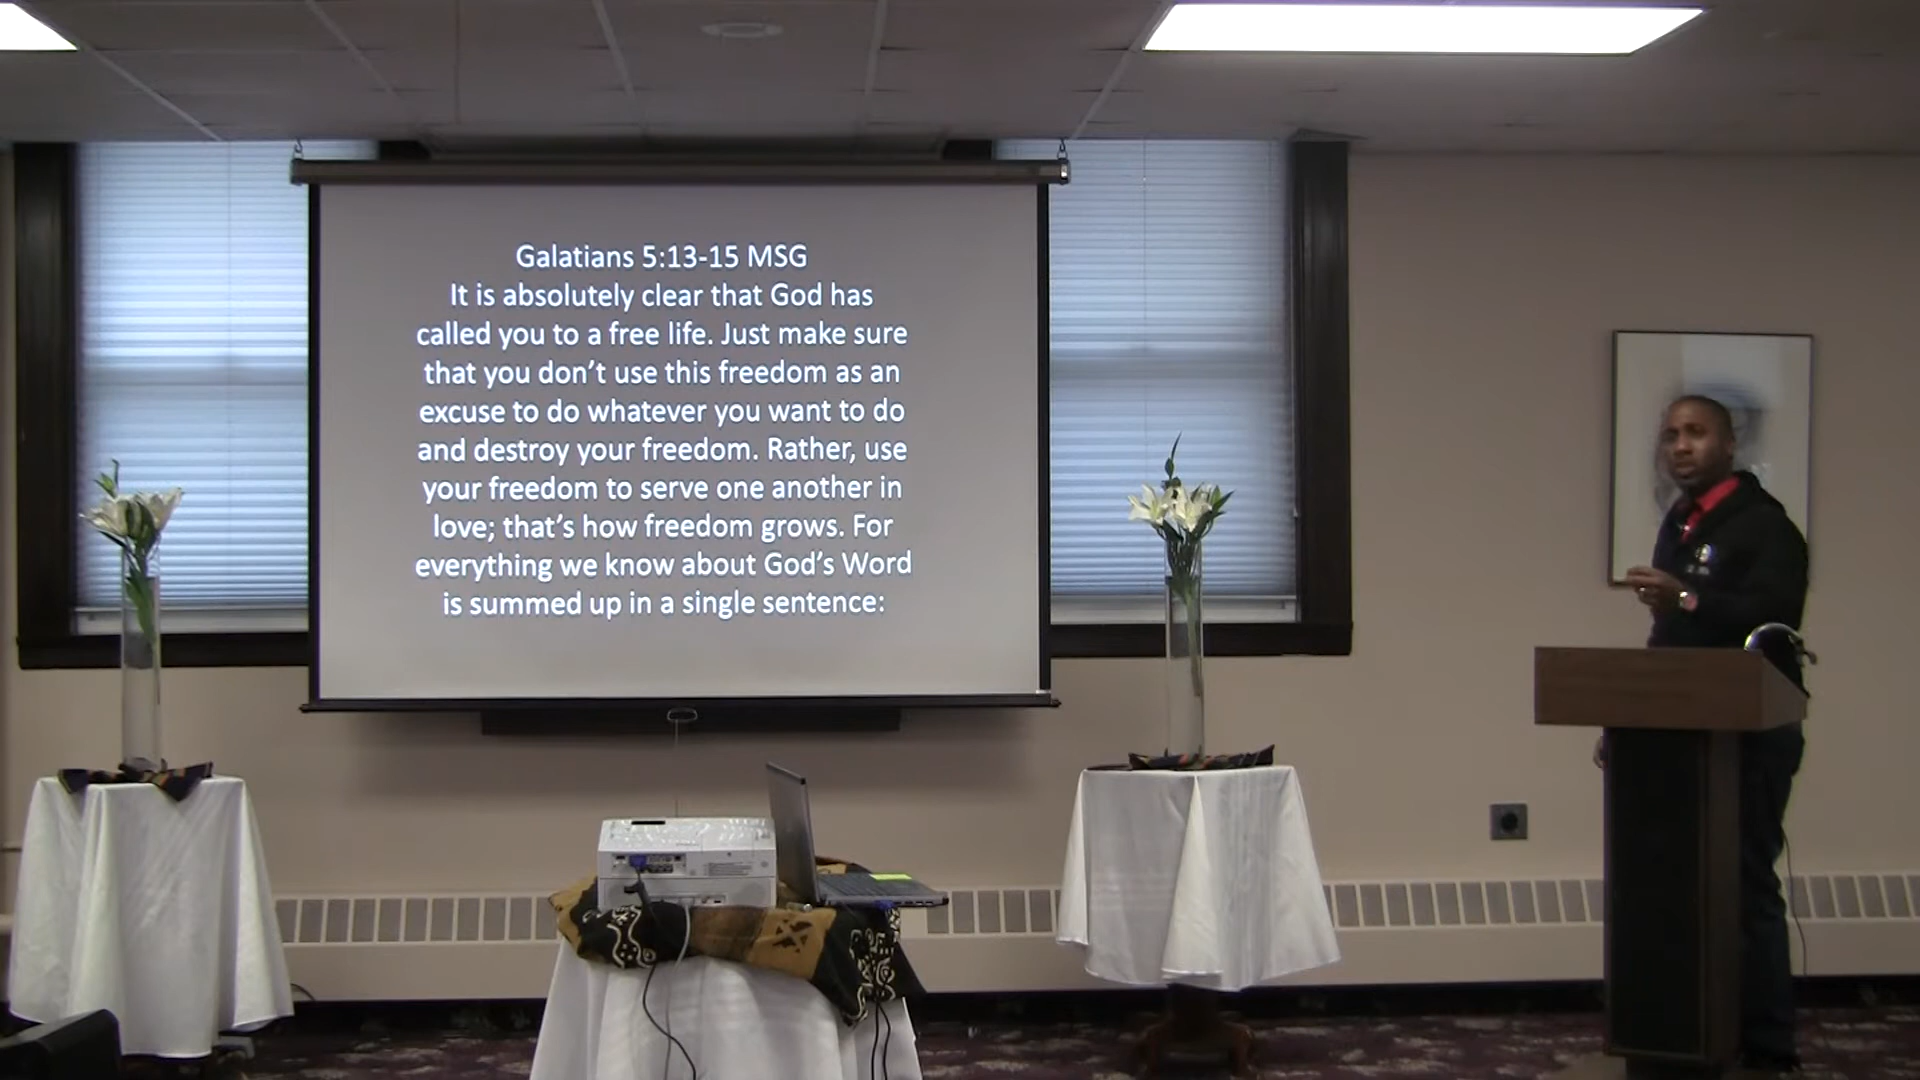 Galatians 5:13-15 MSG
It is absolutely clear that God has
called you to a free life. Just make sure
that you don’t use this freedom as an
excuse to do whatever you want to do
and destroy your freedom. Rather, use
your freedom to serve one another in
love; that’s how freedom grows. For
everything we know about God’s Word
is summed up in a single sentence: